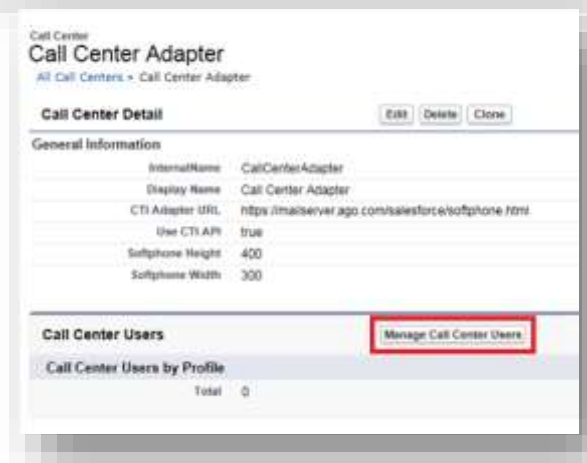 Call Center
Call Center Adapter
All Call Centers » Call Center Adapter
Call Center Detail
Edit Delete Clone
General Information
InternalName CallCenterAdapter
Display Name Call Center Adapter
CTI Adapter URL https://mailserver.ago.com/salesforce/softphone.html
Use CTI API true
Softphone Height 400
Softphone Width 300
Call Center Users
Manage Call Center Users
Call Center Users by Profile
Total 0